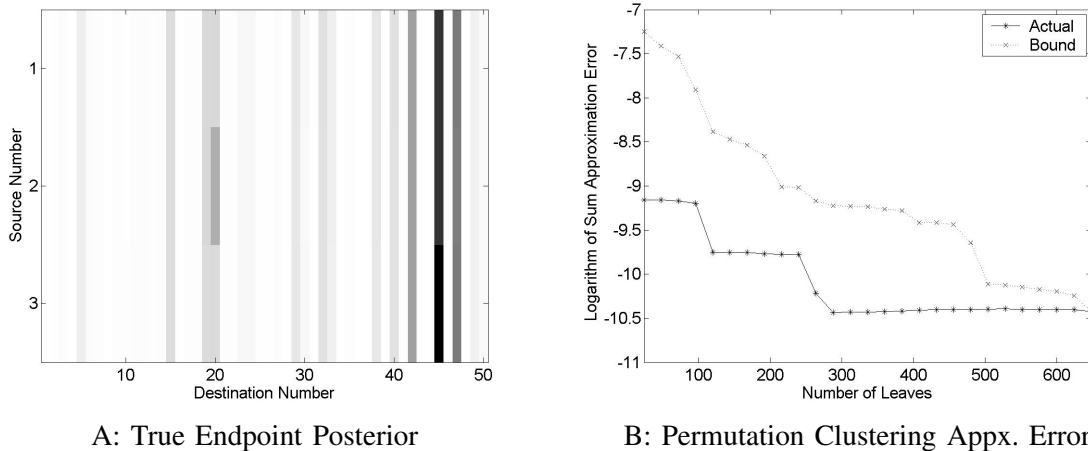 1
2
3
Source Number
10
20
30
40
50
Destination Number
A: True Endpoint Posterior
-7
-7.5
-8
-8.5
-9
-9.5
-10
-10.5
-11
Logarithm of Sum Approximation Error
Actual
Bound
100
200
300
400
500
600
Number of Leaves
B: Permutation Clustering Appx. Error